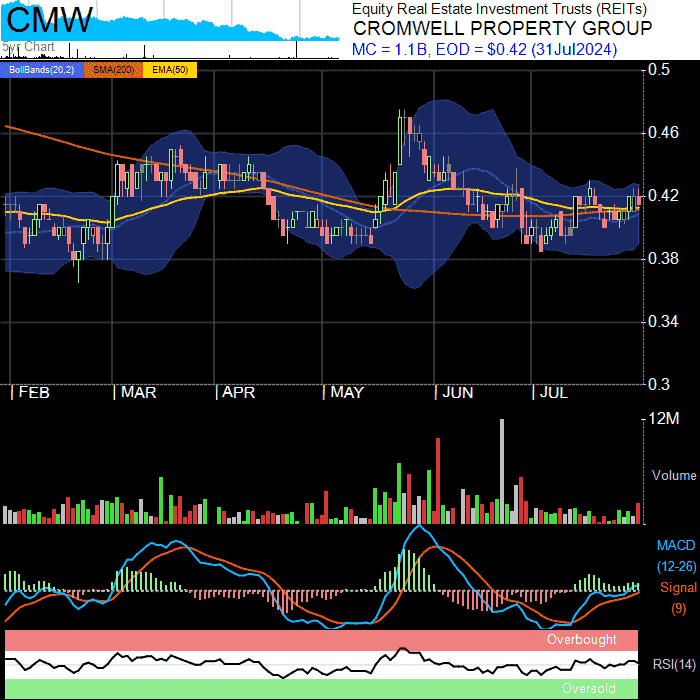 CMW
5yr Chart
Equity Real Estate Investment Trusts (REITs)
CROMWELL PROPERTY GROUP
MC = 1.1B, EOD = $0.42 (31Jul2024)
BollBands(20,2) SMA(200) EMA(50)
0.5
0.46
0.42
0.38
0.34
0.3
FEB MAR APR MAY JUN JUL
12M
Volume
MACD
(12-26)
Signal
(9)
Overbought
RSI(14)
Oversold